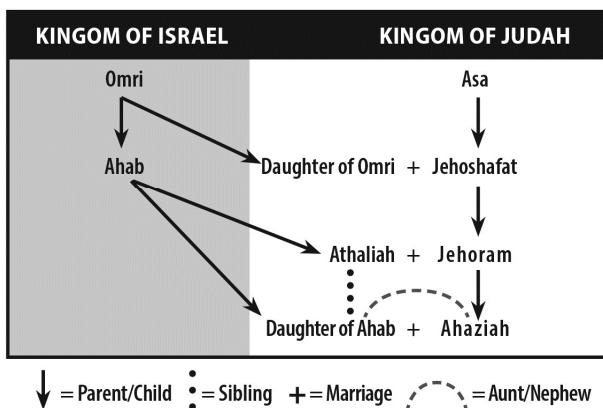 KINGOM OF ISRAEL KINGOM OF JUDAH
Omri Asa
Ahab Daughter of Omri + Jehoshafat
Athaliah + Jehoram
Daughter of Ahab + Ahaziah
= Parent/Child = Sibling + = Marriage = Aunt/Nephew